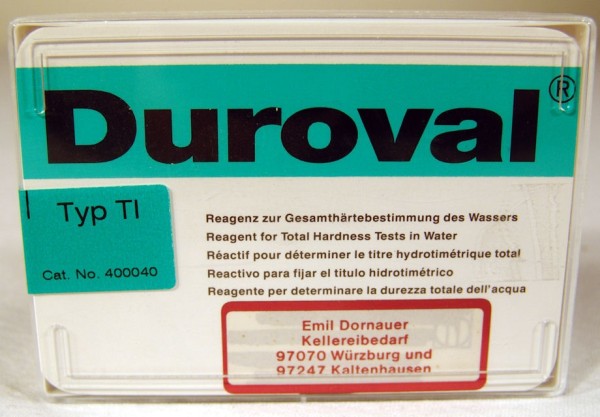 Duroval®
Typ TI
Cat. No. 400040
Reagenz zur Gesamthärtebestimmung des Wassers
Reagent for Total Hardness Tests in Water
Réactif pour déterminer le titre hydrotimétrique total
Reactivo para fijar el titulo hidrotimétrico
Reagente per determinare la durezza totale dell'acqua
Emil Dornauer
Kellereibedarf
97070 Würzburg und
97247 Kaltenhausen